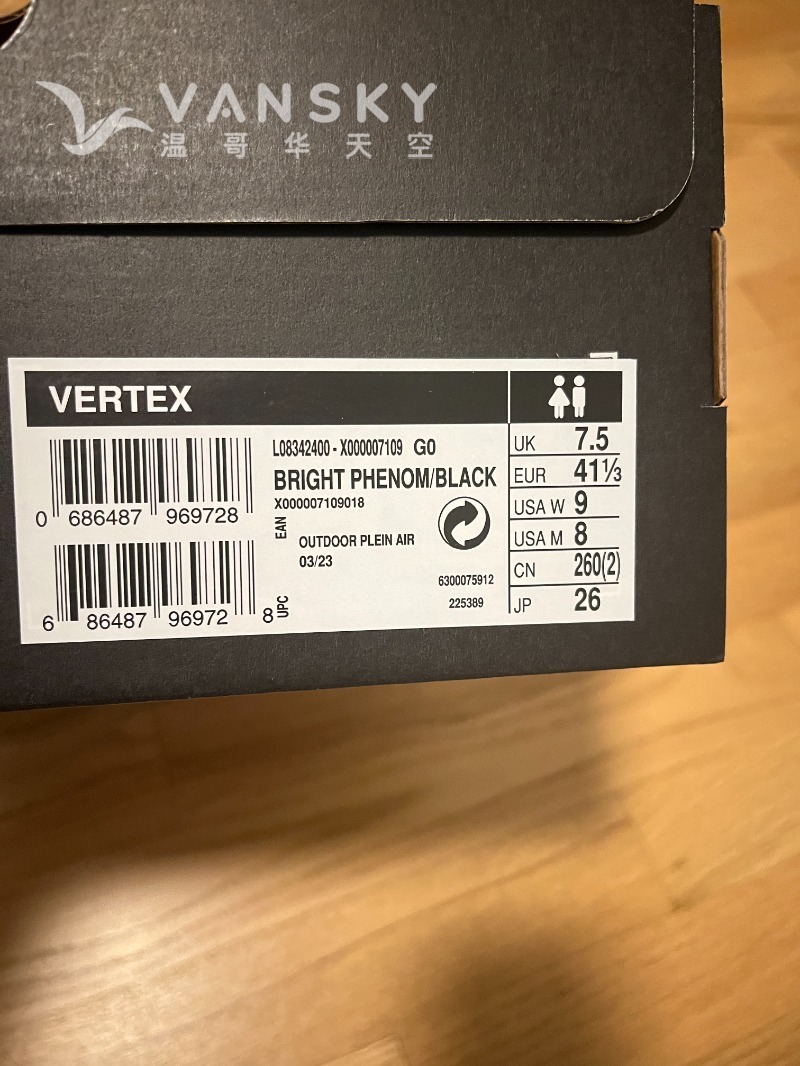 VANSKY
温哥华天空
VERTEX
L08342400 - X000007109 G0
BRIGHT PHENOM/BLACK
X000007109018
EAN
0 686487 969728
OUTDOOR PLEIN AIR
03/23
6300075912
225389
6 86487 96972 8
UPC
UK 7.5
EUR 41⅓
USA W 9
USA M 8
CN 260(2)
JP 26